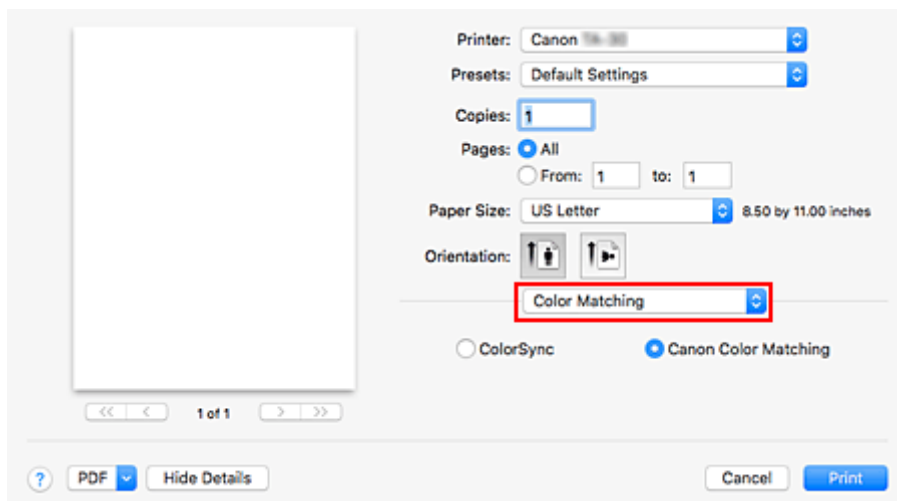 Printer: Canon
Presets: Default Settings
Copies: 1
Pages: All
From: 1 to: 1
Paper Size: US Letter 8.50 by 11.00 inches
Orientation:
Color Matching
ColorSync Canon Color Matching
<< < 1 of 1 > >>
? PDF Hide Details Cancel Print